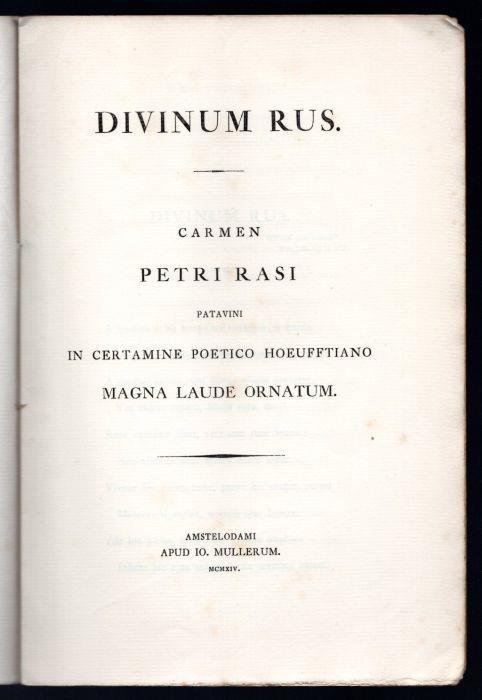 DIVINUM RUS.
CARMEN
PETRI RASI
PATAVINI
IN CERTAMINE POETICO HOEUFFTIANO
MAGNA LAUDE ORNATUM.
AMSTELODAMI
APUD IO. MULLERUM.
MCMXIV.